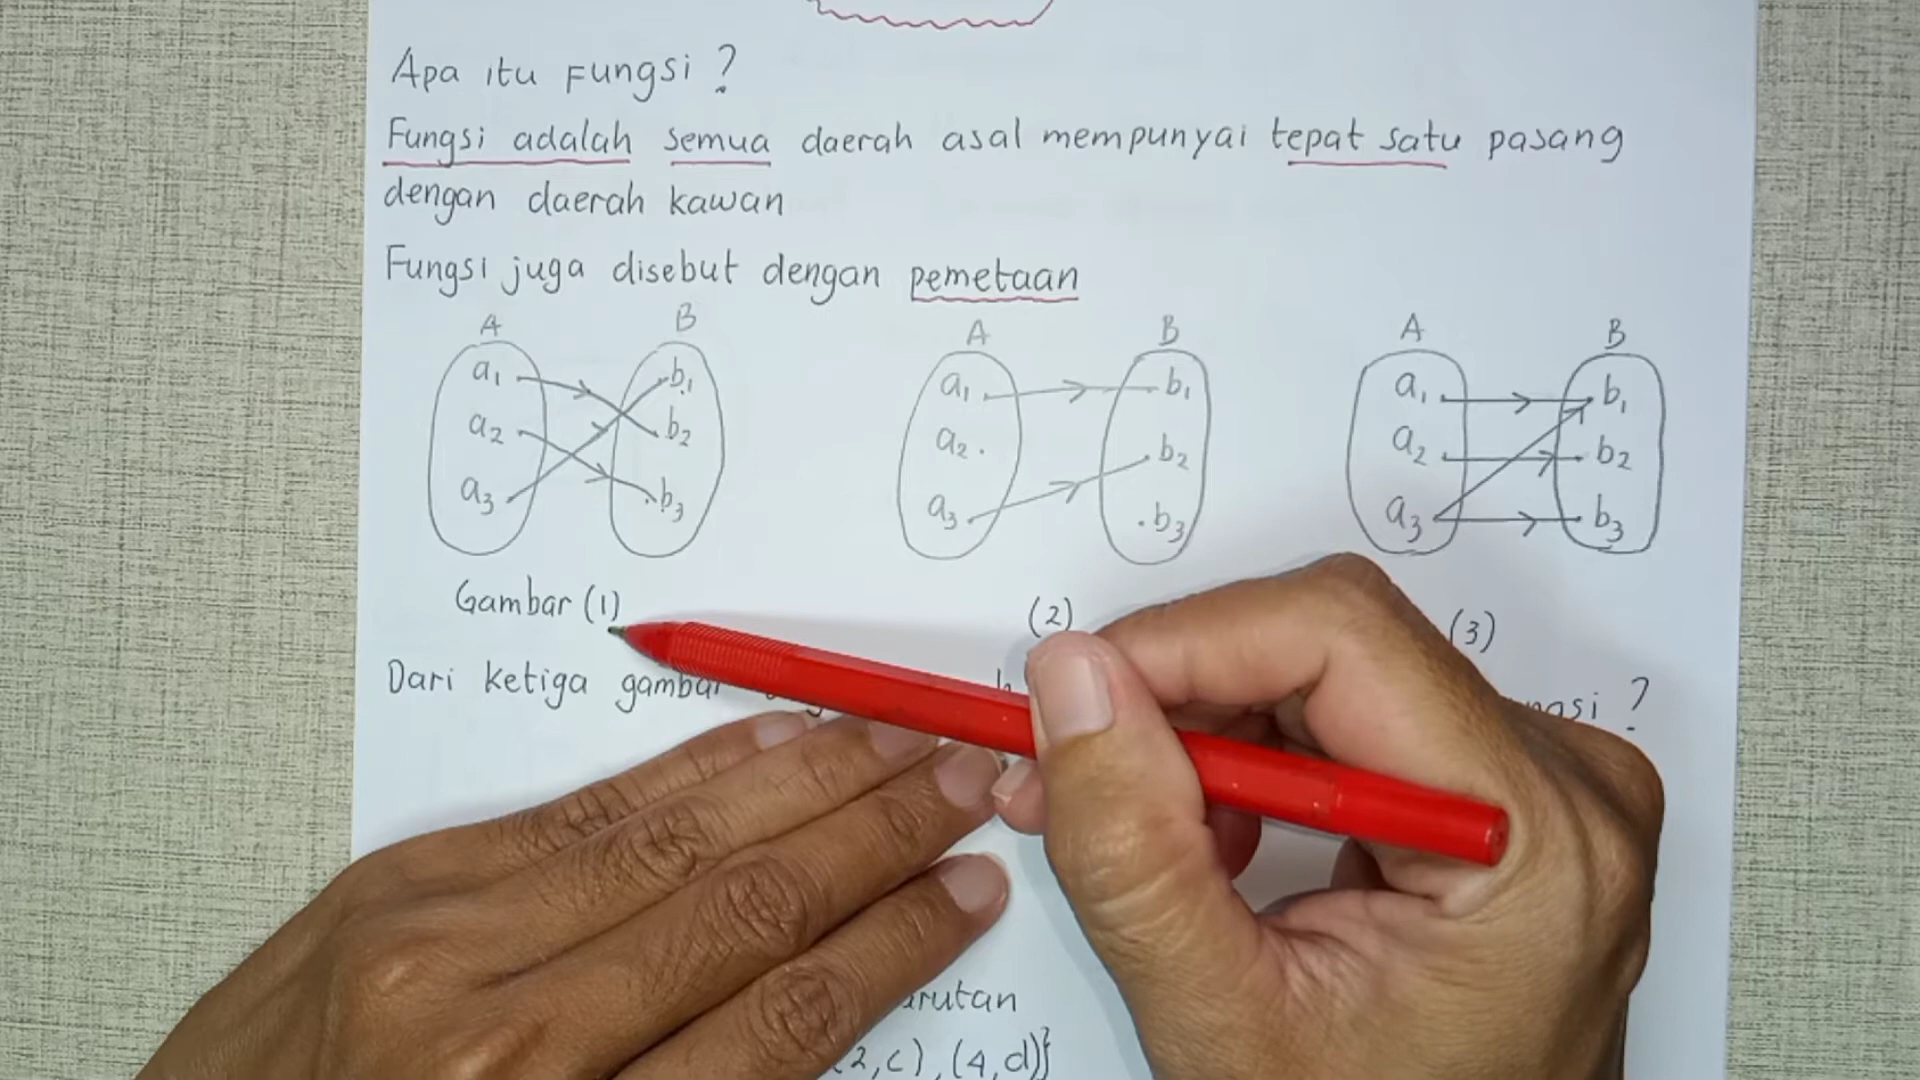 Apa itu Fungsi ?
Fungsi adalah semua daerah asal mempunyai tepat satu pasang
dengan daerah kawan
Fungsi juga disebut dengan pemetaan
A B A B A B
a₁ b₁ a₁ b₁ a₁ b₁
a₂ b₂ a₂ b₂ a₂ b₂
a₃ b₃ a₃ b₃ a₃ b₃
Gambar (1) (2) (3)
Dari ketiga gambar ?
2,c), (4,d)}